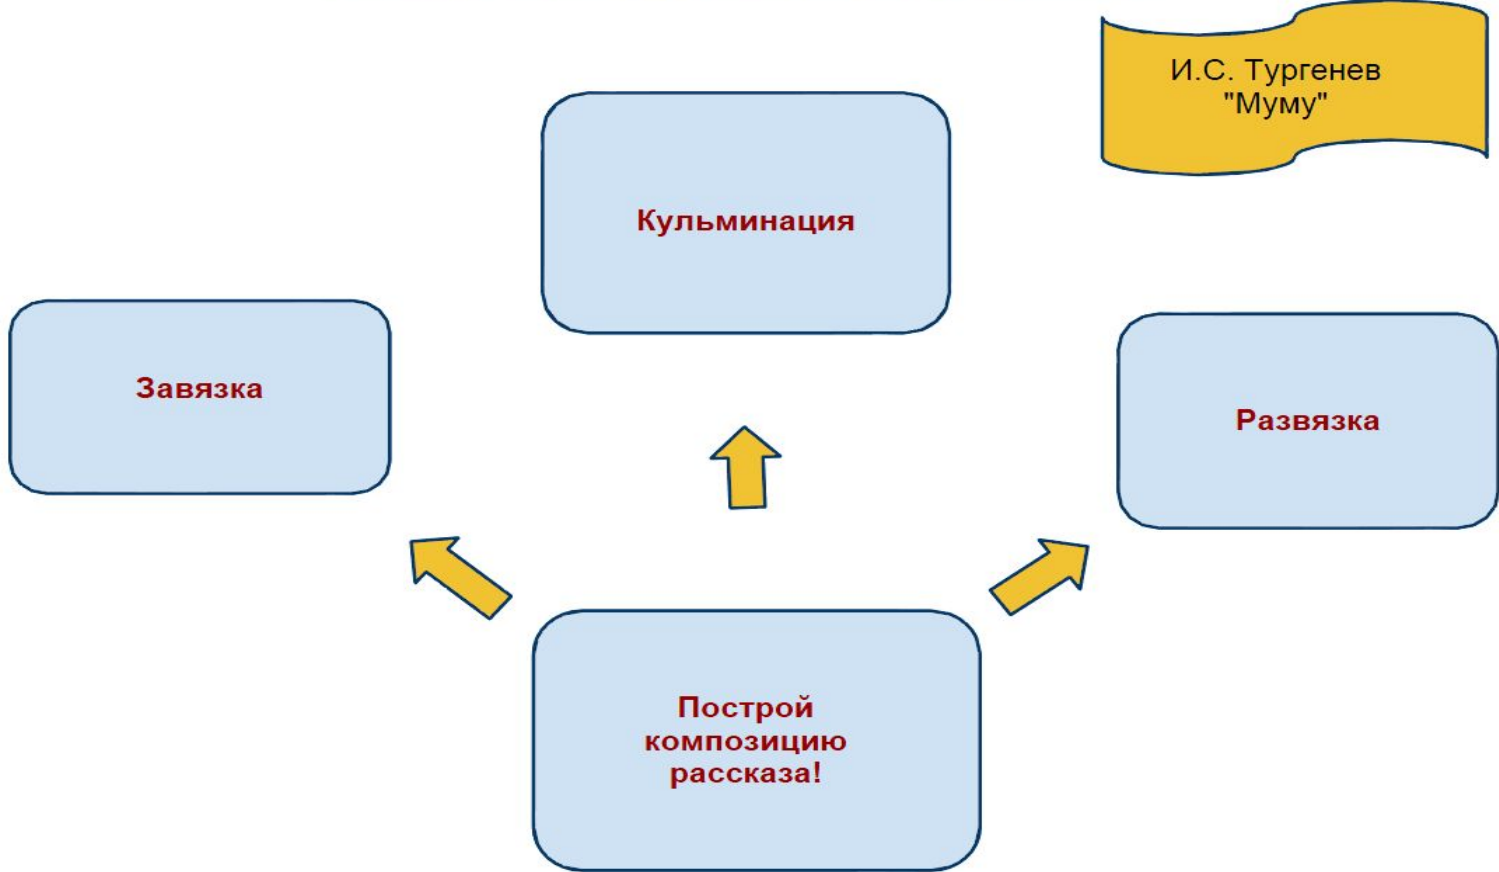 И.С. Тургенев
"Муму"
Кульминация
Завязка
Развязка
Построй
композицию
рассказа!